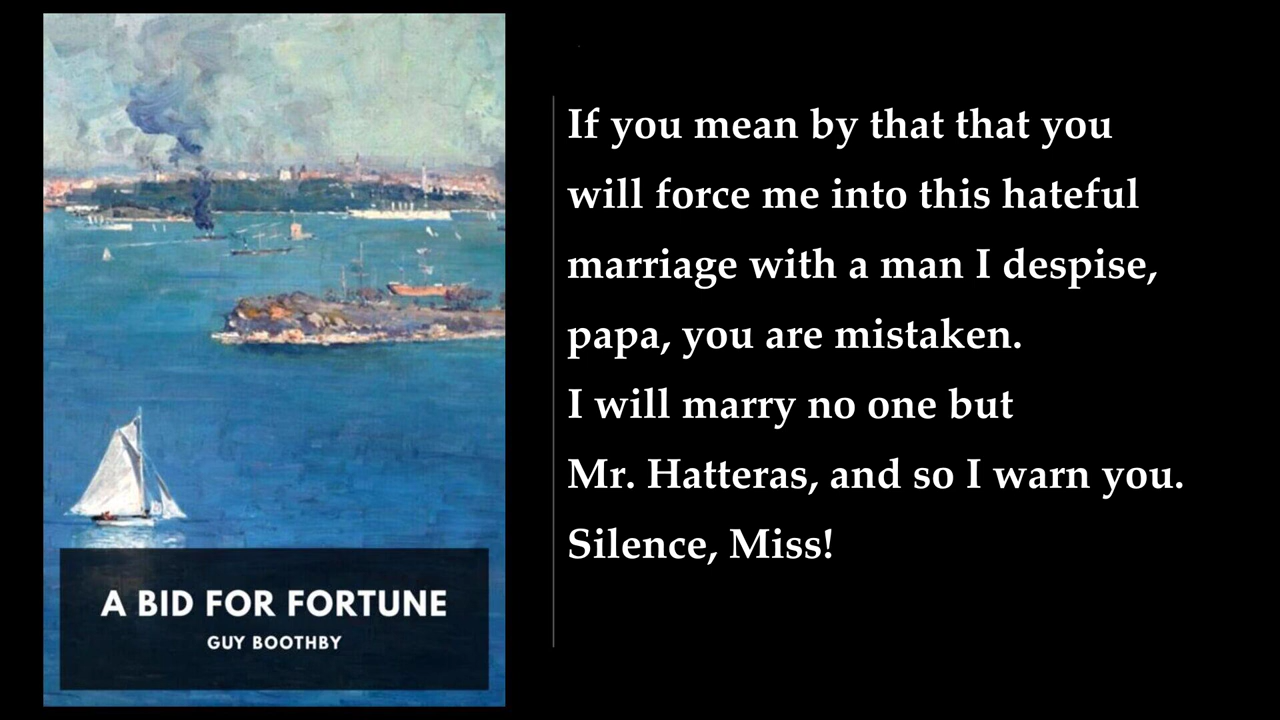 A BID FOR FORTUNE
GUY BOOTHBY
If you mean by that that you
will force me into this hateful
marriage with a man I despise,
papa, you are mistaken.
I will marry no one but
Mr. Hatteras, and so I warn you.
Silence, Miss!